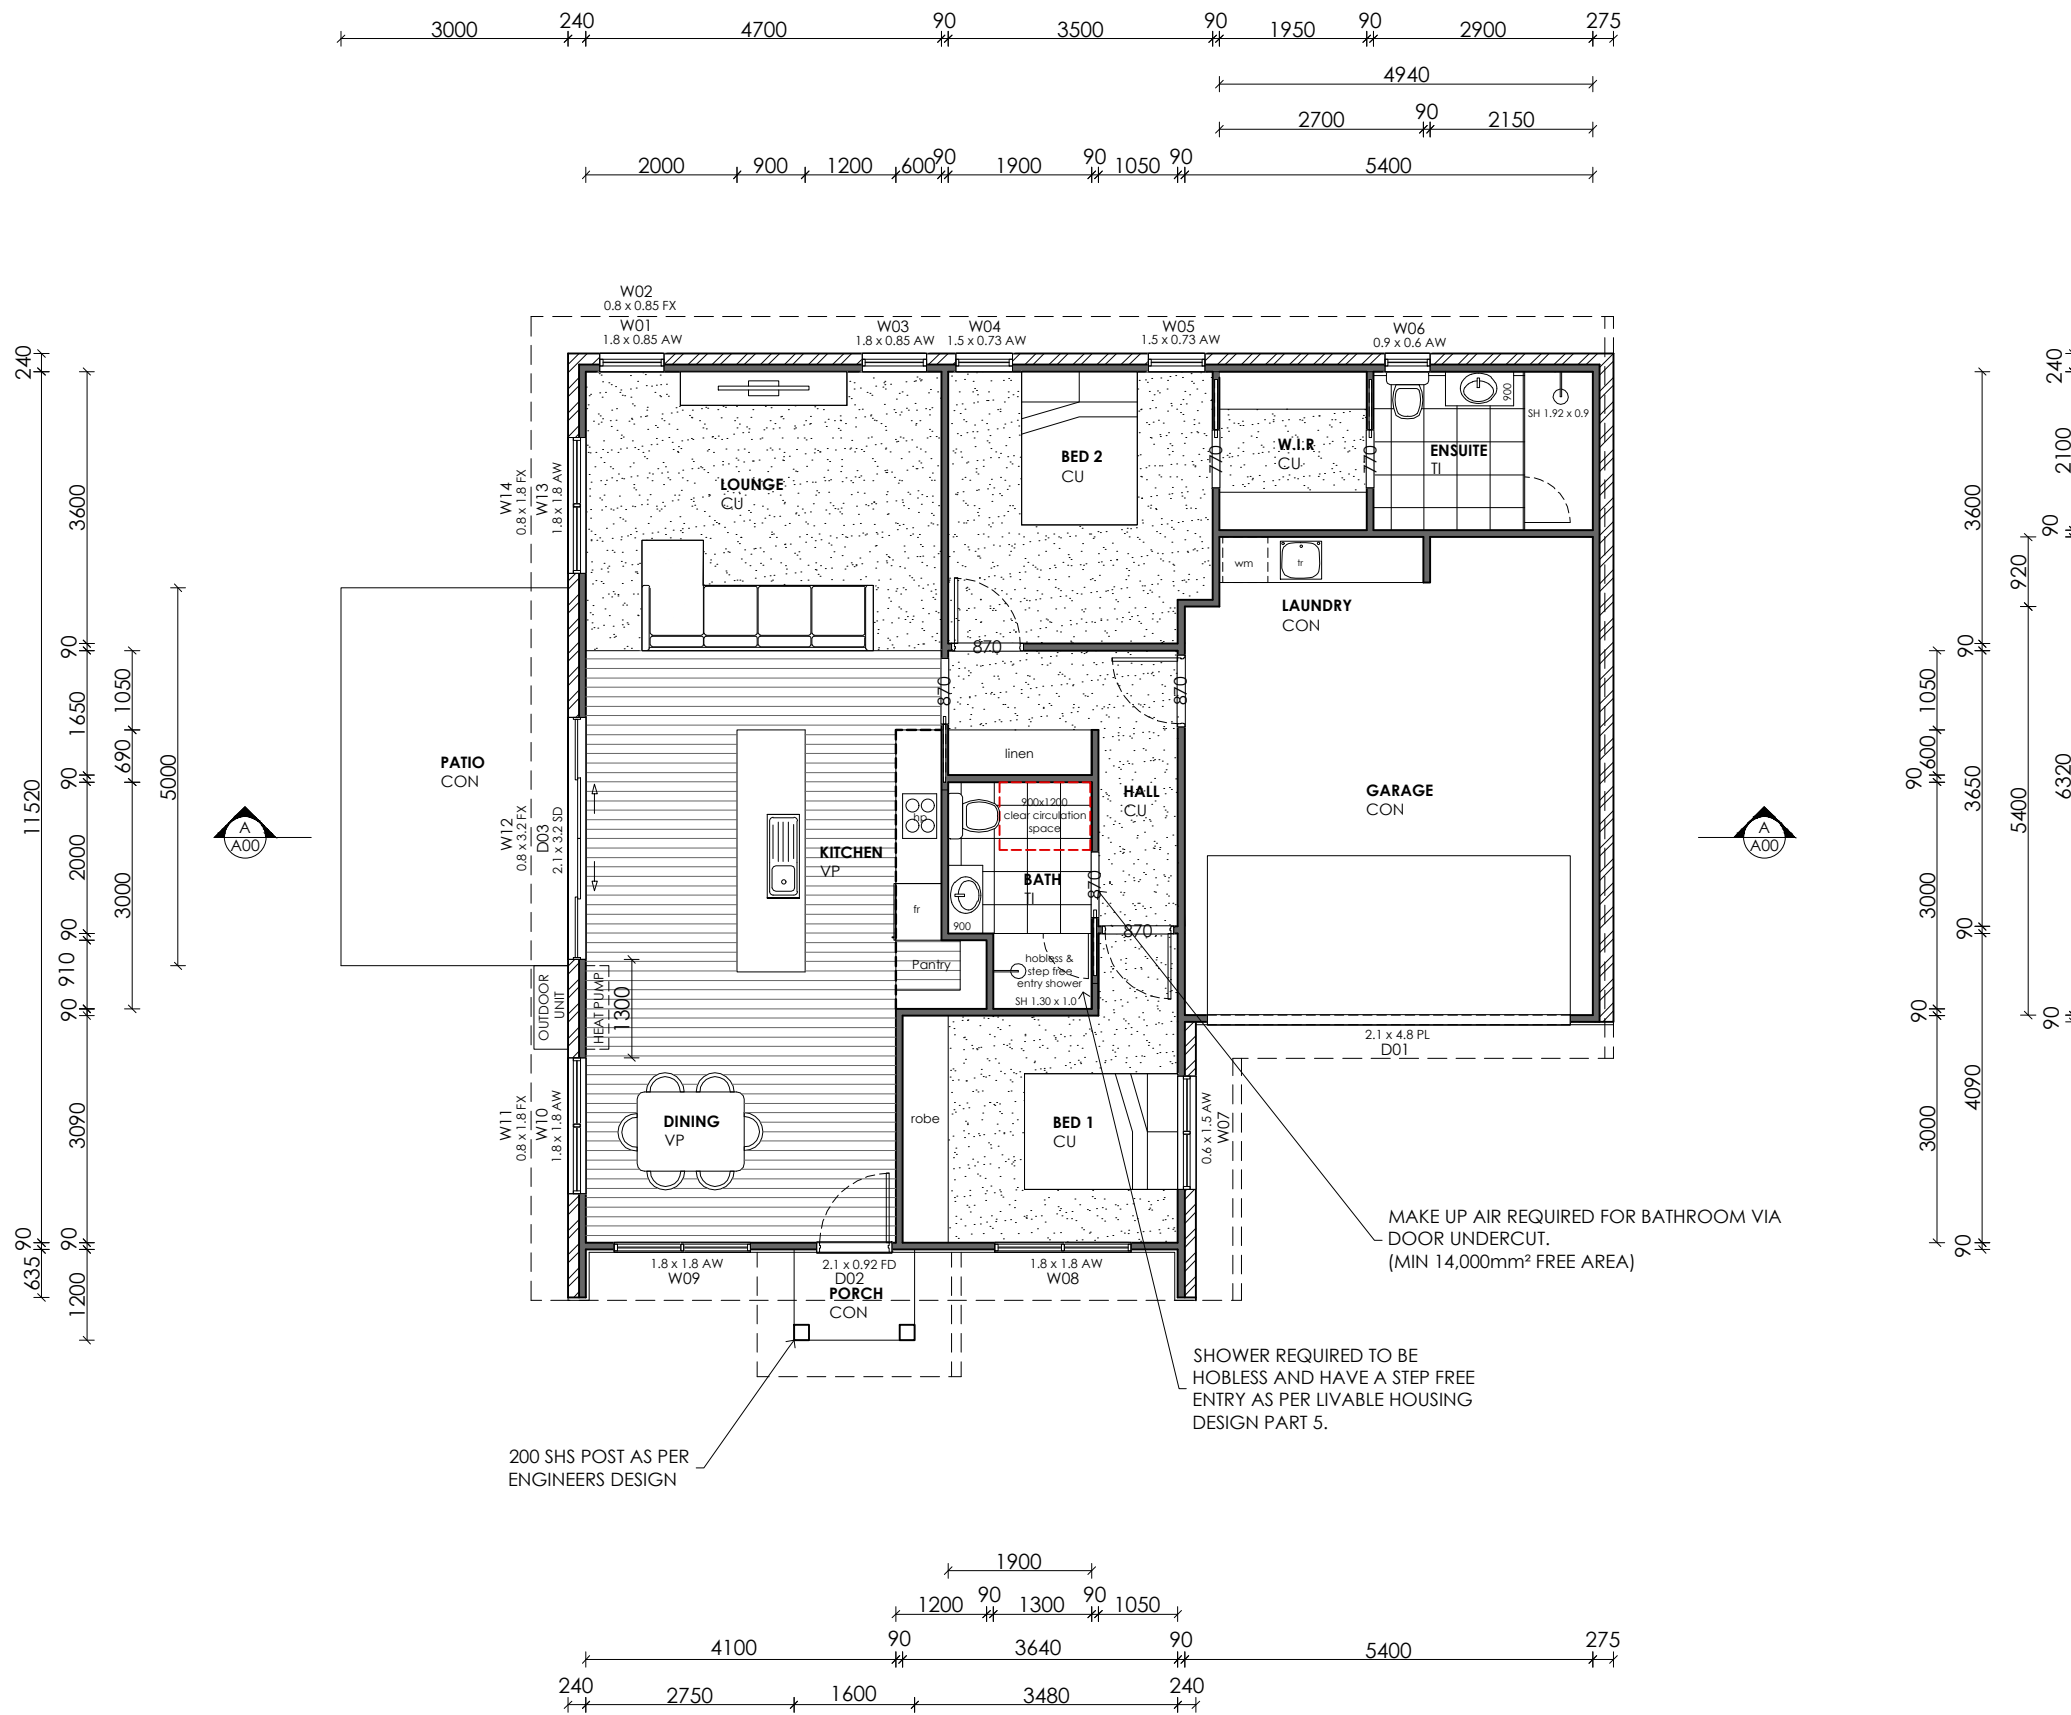 3000 240 4700 90 3500 90 1950 90 2900 275
4940
2700 90 2150
2000 900 1200 600 90 1900 90 1050 90 5400
W02
0.8 x 0.85 FX
W01
1.8 x 0.85 AW
W03
1.8 x 0.85 AW
W04
1.5 x 0.73 AW
W05
1.5 x 0.73 AW
W06
0.9 x 0.6 AW
240
11520
90
635
3600
90
1650
90
2000
90
910
90
3090
90
1200
1050
690
3000
5000
W14
0.8 x 1.8 FX
W13
1.8 x 1.8 AW
W12
0.8 x 3.2 FX
D03
2.1 x 3.2 SD
W11
0.8 x 1.8 FX
W10
1.8 x 1.8 AW
LOUNGE
CU
BED 2
CU
770
W.I.R
CU
770
ENSUITE
TI
900
SH 1.92 x 0.9
wm
tr
LAUNDRY
CON
870
870
870
linen
PATIO
CON
A
A00
KITCHEN
VP
hp
fr
Pantry
900x1200
clear circulation
space
BATH
TI
900
870
HALL
CU
870
GARAGE
CON
A
A00
hobless &
step free
entry shower
SH 1.30 x 1.0
OUTDOOR
UNIT
HEAT PUMP
1300
2.1 x 4.8 PL
D01
DINING
VP
robe
BED 1
CU
0.6 x 1.5 AW
W07
1.8 x 1.8 AW
W09
2.1 x 0.92 FD
D02
PORCH
CON
1.8 x 1.8 AW
W08
1050
600
90
3000
90
3000
3600
90
3650
90
4090
90
920
5400
240
2100
90
6320
90
MAKE UP AIR REQUIRED FOR BATHROOM VIA
DOOR UNDERCUT.
(MIN 14,000mm² FREE AREA)
SHOWER REQUIRED TO BE
HOBLESS AND HAVE A STEP FREE
ENTRY AS PER LIVABLE HOUSING
DESIGN PART 5.
200 SHS POST AS PER
ENGINEERS DESIGN
1900
1200 90 1300 90 1050
4100 90 3640 90 5400 275
240 2750 1600 3480 240